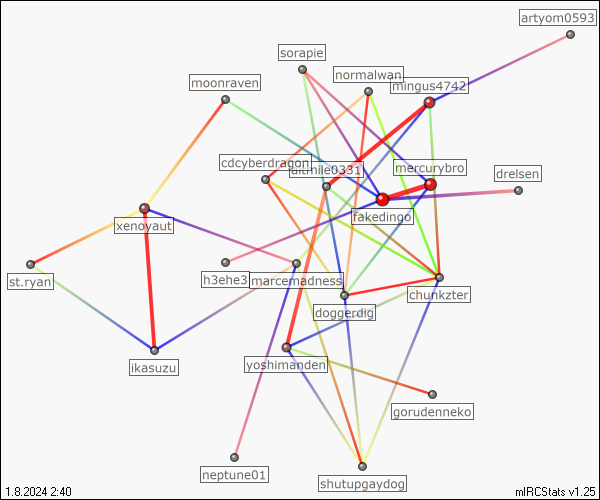 artyom0593
sorapie
normalwan
moonraven
mingus4742
cdcyberdragon
mercurybro
drelsen
fakedingo
xenoyaut
st.ryan
h3ehe3
marcemadness
chunkzter
doggerdig
ikasuzu
yoshimanden
gorudenneko
neptune01
shutupgaydog
1.8.2024 2:40
mIRCStats v1.25